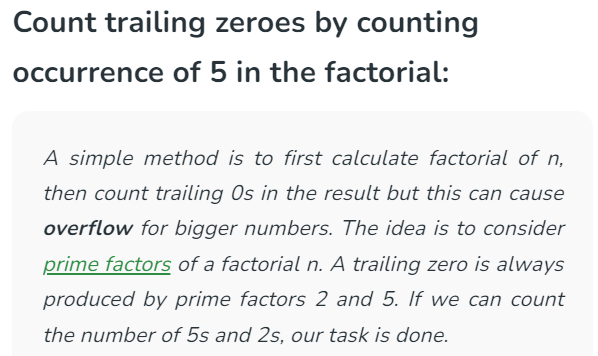 Count trailing zeroes by counting
occurrence of 5 in the factorial:
A simple method is to first calculate factorial of n,
then count trailing 0s in the result but this can cause
overflow for bigger numbers. The idea is to consider
prime factors of a factorial n. A trailing zero is always
produced by prime factors 2 and 5. If we can count
the number of 5s and 2s, our task is done.